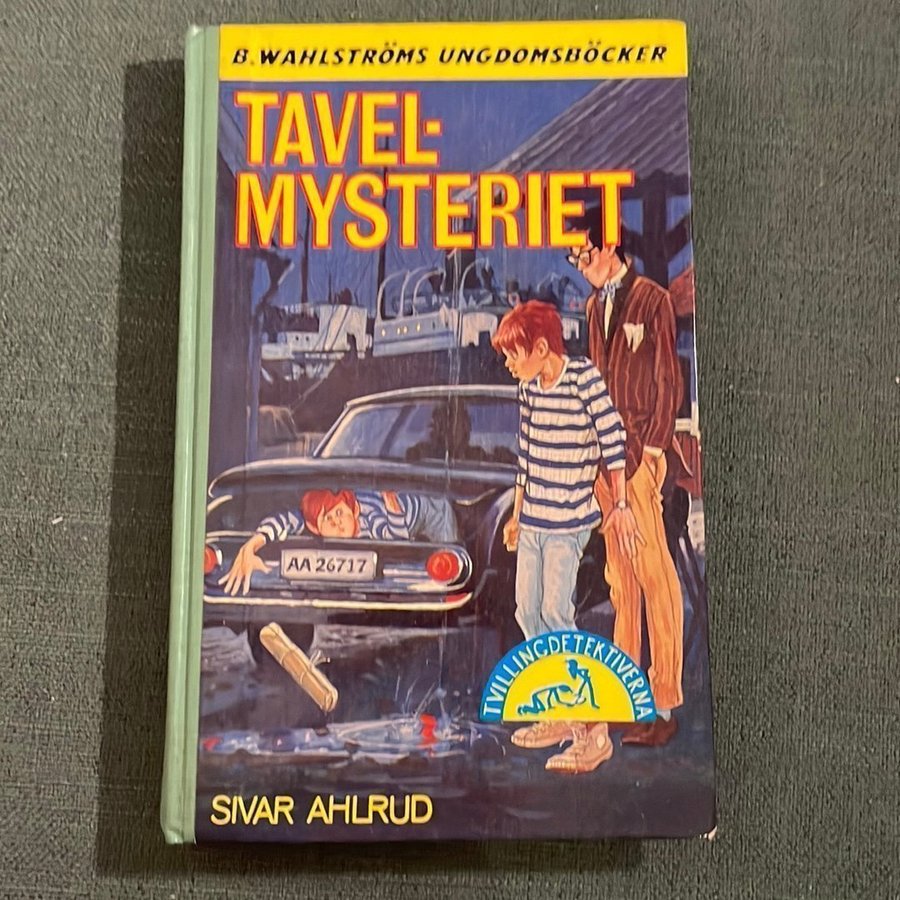 B. WAHLSTRÖMS UNGDOMSBÖCKER
TAVEL-
MYSTERIET
AA 26717
TVILLINGDETEKTIVERNA
SIVAR AHLRUD